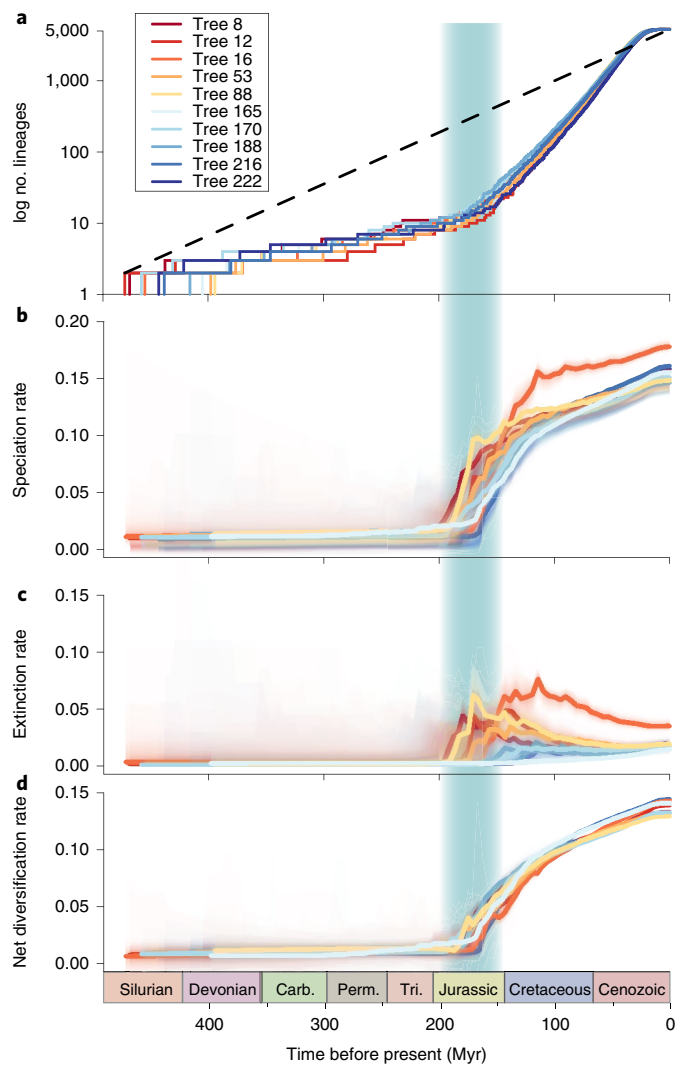 a
5,000
1,000
100
10
1
log no. lineages
Tree 8
Tree 12
Tree 16
Tree 53
Tree 88
Tree 165
Tree 170
Tree 188
Tree 216
Tree 222
b
0.20
0.15
0.10
0.05
0.00
Speciation rate
c
0.15
0.10
0.05
0.00
Extinction rate
d
0.15
0.10
0.05
0.00
Net diversification rate
Silurian Devonian Carb. Perm. Tri. Jurassic Cretaceous Cenozoic
400 300 200 100 0
Time before present (Myr)